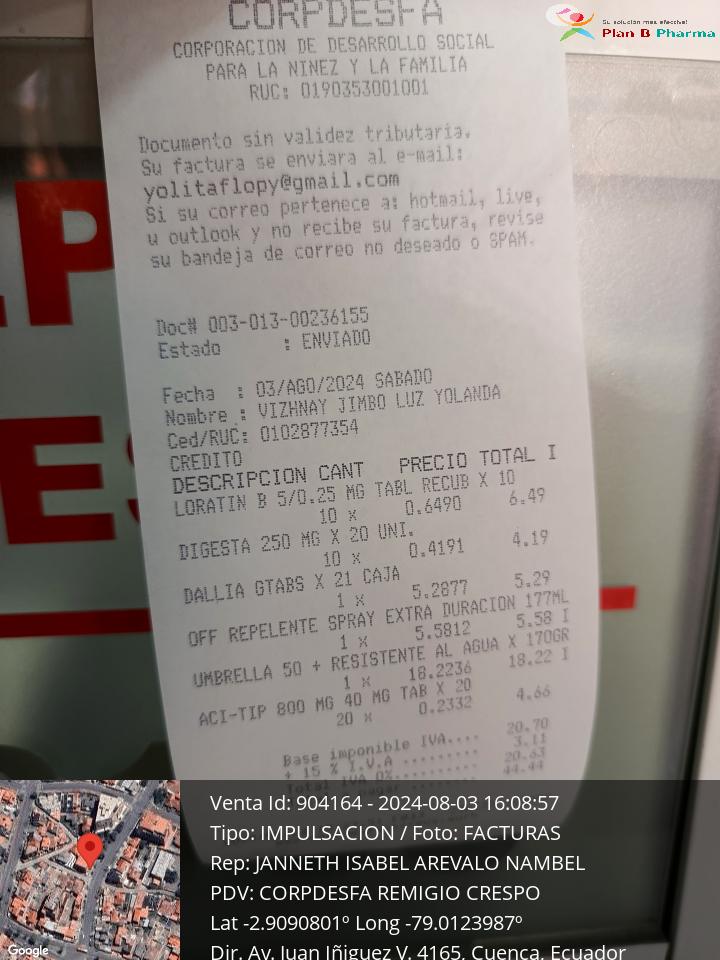 CORPDESFA
CORPORACION DE DESARROLLO SOCIAL
PARA LA NINEZ Y LA FAMILIA
RUC: 0190353001001
Documento sin validez tributaria.
Su factura se enviara al e-mail:
yolitaflopy@gmail.com
Si su correo pertenece a: hotmail, live,
u outlook y no recibe su factura, revise
su bandeja de correo no deseado o SPAM.
Doc# 003-013-00236155
Estado : ENVIADO
Fecha : 03/AGO/2024 SABADO
Nombre : VIZHNAY JIMBO LUZ YOLANDA
Ced/RUC: 0102877354
CREDITO
DESCRIPCION CANT PRECIO TOTAL I
LORATIN B 5/0.25 MG TABL RECUB X 10
10 x 0.6490 6.49
DIGESTA 250 MG X 20 UNI.
10 x 0.4191 4.19
DALLIA GTABS X 21 CAJA
1 x 5.2877 5.29
OFF REPELENTE SPRAY EXTRA DURACION 177ML
1 x 5.5812 5.58 I
UMBRELLA 50 + RESISTENTE AL AGUA X 170GR
1 x 18.2236 18.22 I
ACI-TIP 800 MG 40 MG TAB X 20
20 x 0.2332 4.66
Base imponible IVA.... 20.70
+ 15 % I.V.A ......... 3.11
Total IVA 0%.......... 20.63
pagar 44.44
Su solución más efectiva!
Plan B Pharma
Venta Id: 904164 - 2024-08-03 16:08:57
Tipo: IMPULSACION / Foto: FACTURAS
Rep: JANNETH ISABEL AREVALO NAMBEL
PDV: CORPDESFA REMIGIO CRESPO
Lat -2.9090801º Long -79.0123987º
Dir. Av. Juan Iñiguez V. 4165, Cuenca, Ecuador
Google